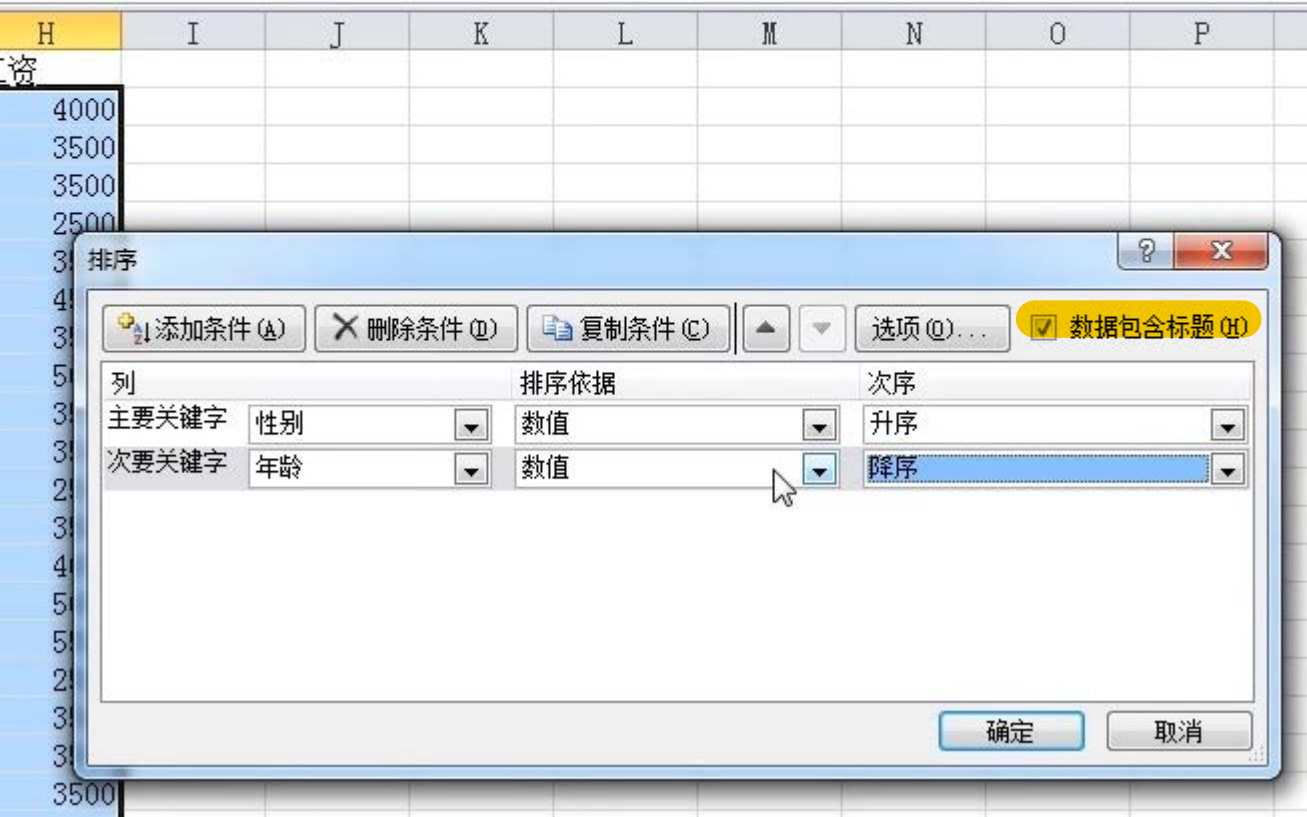 H I J K L M N O P
资
4000
3500
3500
2500
排序
添加条件(A) 删除条件(D) 复制条件(C) 选项(O)... 数据包含标题(H)
列 排序依据 次序
主要关键字 性别 数值 升序
次要关键字 年龄 数值 降序
确定 取消
3500